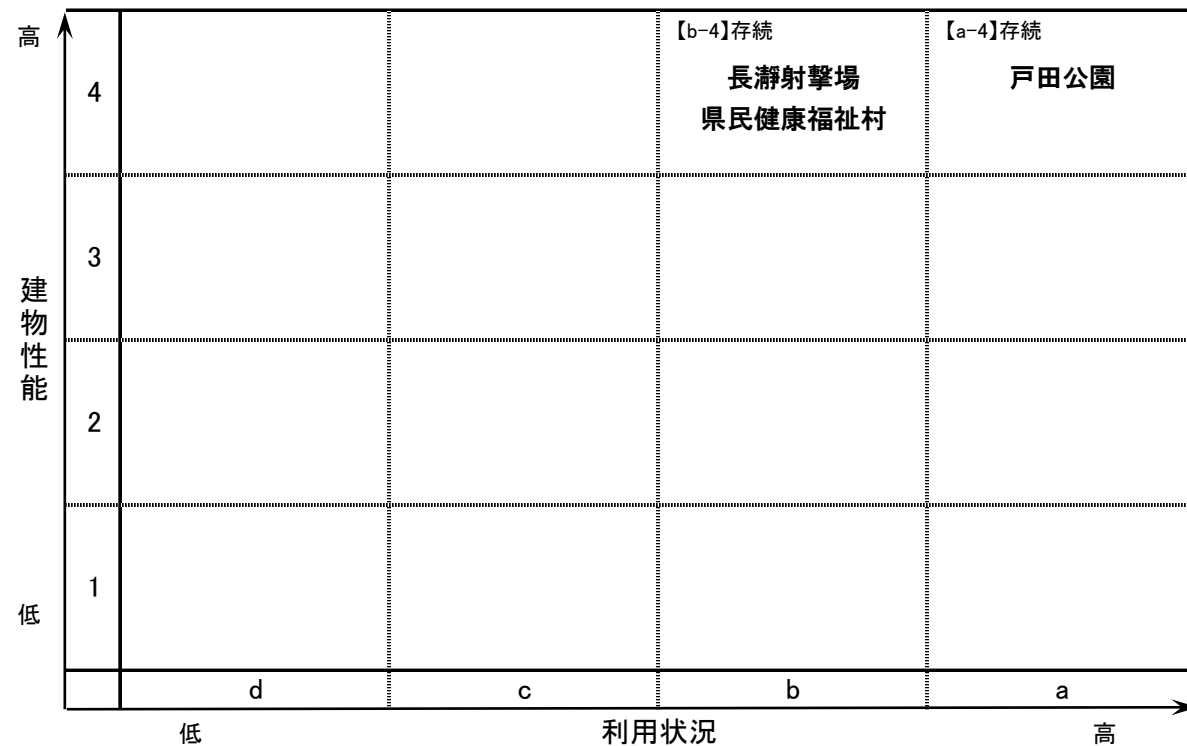 高
【b-4】存続
【a-4】存続
4
長瀞射撃場
戸田公園
県民健康福祉村
3
建物性能
2
1
低
d
c
b
a
低
利用状況
高